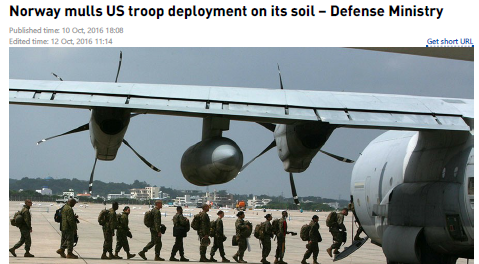 Norway mulls US troop deployment on its soil – Defense Ministry
Published time: 10 Oct, 2016 18:08
Edited time: 12 Oct, 2016 11:14
Get short URL